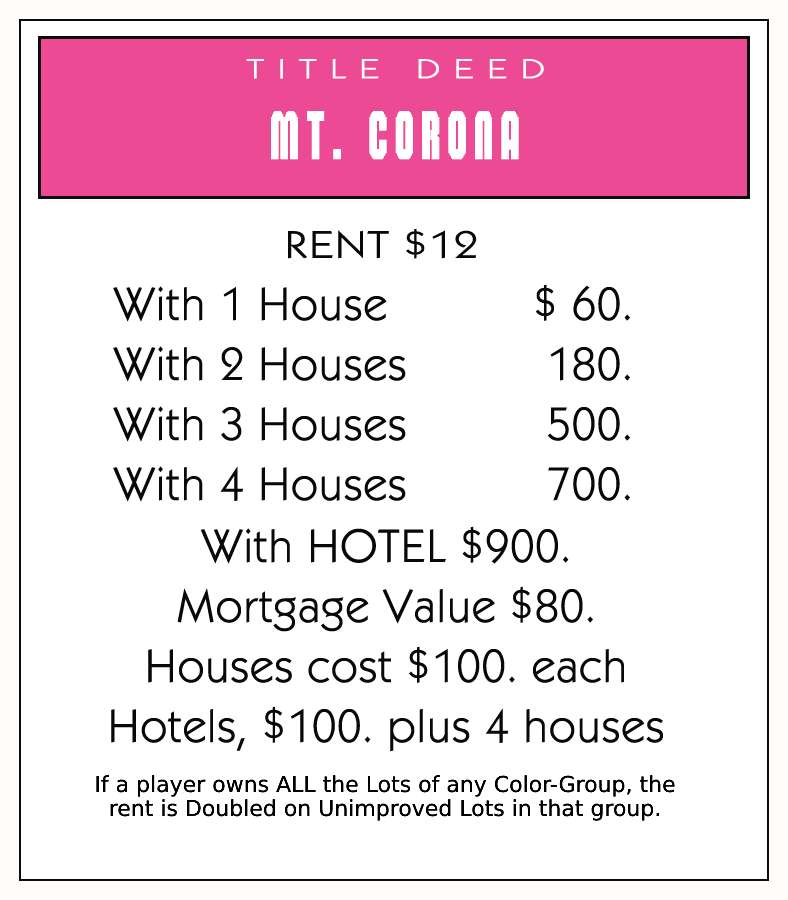 TITLE DEED
MT. CORONA
RENT $12
With 1 House $ 60.
With 2 Houses 180.
With 3 Houses 500.
With 4 Houses 700.
With HOTEL $900.
Mortgage Value $80.
Houses cost $100. each
Hotels, $100. plus 4 houses
If a player owns ALL the Lots of any Color-Group, the
rent is Doubled on Unimproved Lots in that group.